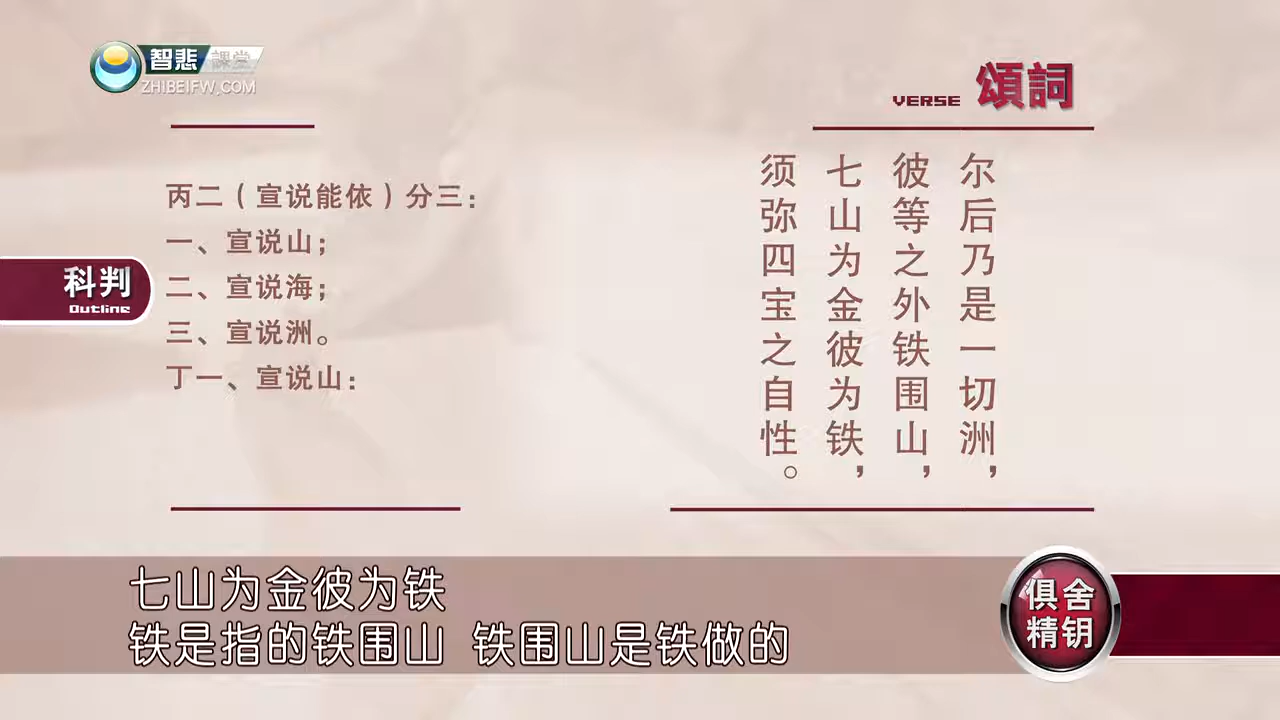 智悲課堂
ZHIBEIFW.COM
VERSE 頌詞
丙二（宣说能依）分三：
一、宣说山；
二、宣说海；
三、宣说洲。
丁一、宣说山：
科判
Outline
尔后乃是一切洲，
彼等之外铁围山，
七山为金彼为铁，
须弥四宝之自性。
七山为金彼为铁
铁是指的铁围山 铁围山是铁做的
俱舍
精钥